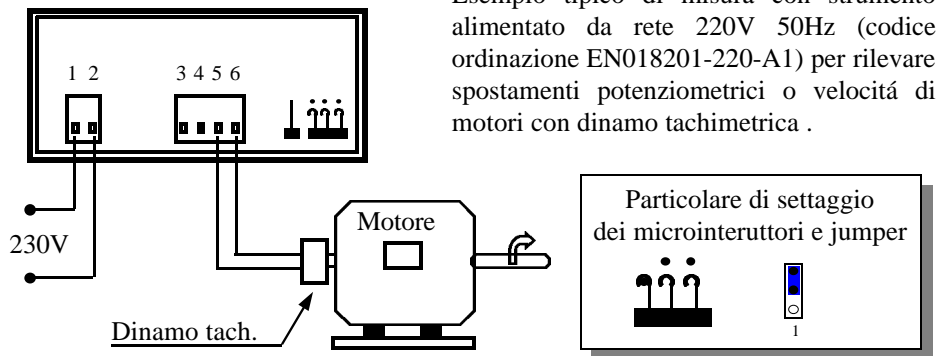 Esempio tipico di misura con strumento
alimentato da rete 220V 50Hz (codice
ordinazione EN018201-220-A1) per rilevare
spostamenti potenziometrici o velocitá di
motori con dinamo tachimetrica .
1 2
3 4 5 6
230V
Motore
Dinamo tach.
Particolare di settaggio
dei microinteruttori e jumper
1